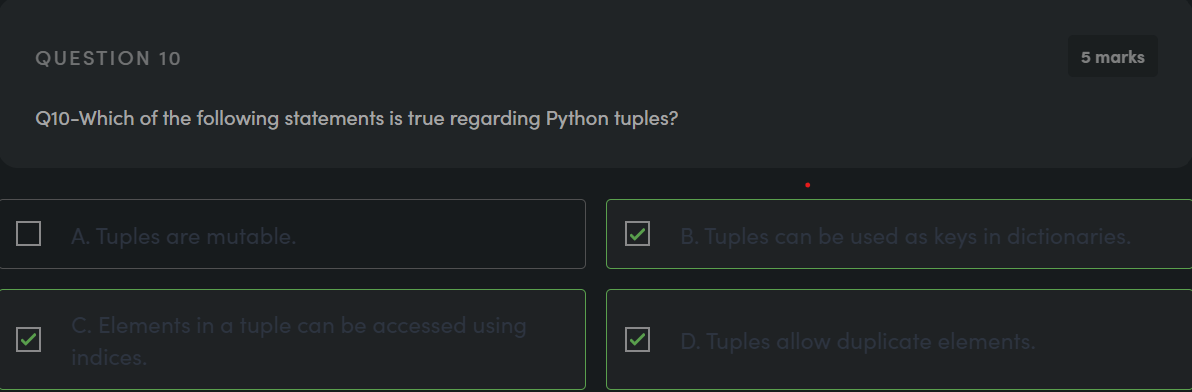 QUESTION 10
5 marks
Q10-Which of the following statements is true regarding Python tuples?
A. Tuples are mutable.
B. Tuples can be used as keys in dictionaries.
C. Elements in a tuple can be accessed using
indices.
D. Tuples allow duplicate elements.